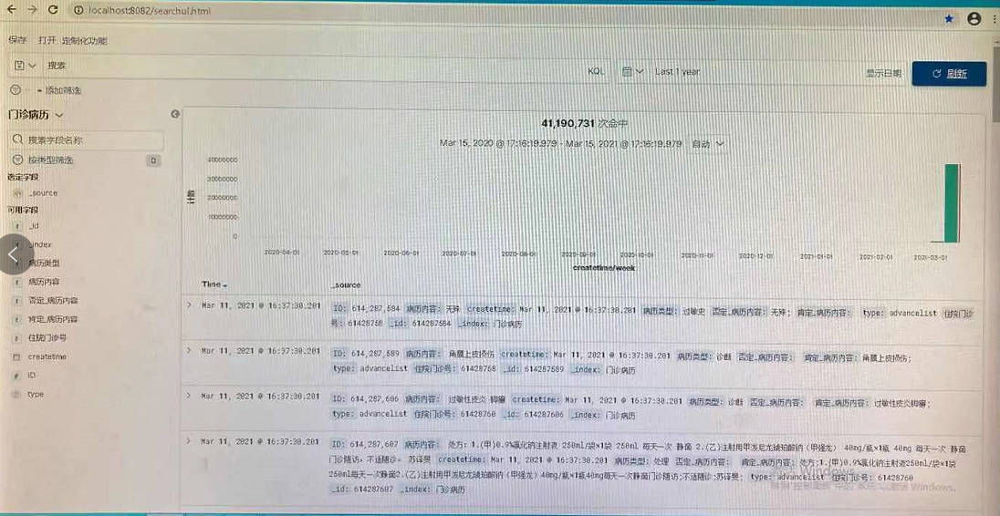 localhost:8082/searchui.html
保存 打开 定制化功能
搜索 KQL Last 1 year 显示日期 刷新
+ 添加筛选
门诊病历
41,190,731 次命中
搜索字段名称
Mar 15, 2020 @ 17:16:19.979 - Mar 15, 2021 @ 17:16:19.979 自动
按类型筛选 0
选定字段
_source
可用字段
_id
_index
病历类型
病历内容
否定_病历内容
肯定_病历内容
住院门诊号
createtime
ID
type
40000000
30000000
20000000
10000000
0
计数
2020-04-01 2020-05-01 2020-06-01 2020-07-01 2020-08-01 2020-09-01 2020-10-01 2020-11-01 2020-12-01 2021-01-01 2021-02-01 2021-03-01
createtime/week
Time _source
Mar 11, 2021 @ 16:37:30.201 ID: 614,287,584 病历内容: 无殊 createtime: Mar 11, 2021 @ 16:37:30.201 病历类型: 过敏史 否定_病历内容: 无殊; 肯定_病历内容: type: advancelist 住院门诊
号: 61428758 _id: 614287584 _index: 门诊病历
Mar 11, 2021 @ 16:37:30.201 ID: 614,287,589 病历内容: 角膜上皮损伤 createtime: Mar 11, 2021 @ 16:37:30.201 病历类型: 诊断 否定_病历内容: 肯定_病历内容: 角膜上皮损伤;
type: advancelist 住院门诊号: 61428758 _id: 614287589 _index: 门诊病历
Mar 11, 2021 @ 16:37:30.201 ID: 614,287,606 病历内容: 过敏性皮炎 脚癣 createtime: Mar 11, 2021 @ 16:37:30.201 病历类型: 诊断 否定_病历内容: 肯定_病历内容: 过敏性皮炎脚癣;
type: advancelist 住院门诊号: 61428760 _id: 614287606 _index: 门诊病历
Mar 11, 2021 @ 16:37:30.201 ID: 614,287,607 病历内容: 处方: 1.(甲)0.9%氯化钠注射液 250ml/袋×1袋 250ml 每天一次 静滴 2.(乙)注射用甲泼尼龙琥珀酸钠（甲强龙） 40mg/瓶×1瓶 40mg 每天一次 静滴
门诊随访，不适随诊。 createtime: Mar 11, 2021 @ 16:37:30.201 病历类型: 处理 否定_病历内容: 肯定_病历内容: 处方;1.(甲)0.9%氯化钠注射液250ml/袋×1袋
250ml每天一次静滴2.(乙)注射用甲泼尼龙琥珀酸钠（甲强龙）40mg/瓶×1瓶40mg每天一次静滴门诊随访;不适随诊; type: advancelist 住院门诊号: 61428760
_id: 614287607 _index: 门诊病历
Windows
Windows。